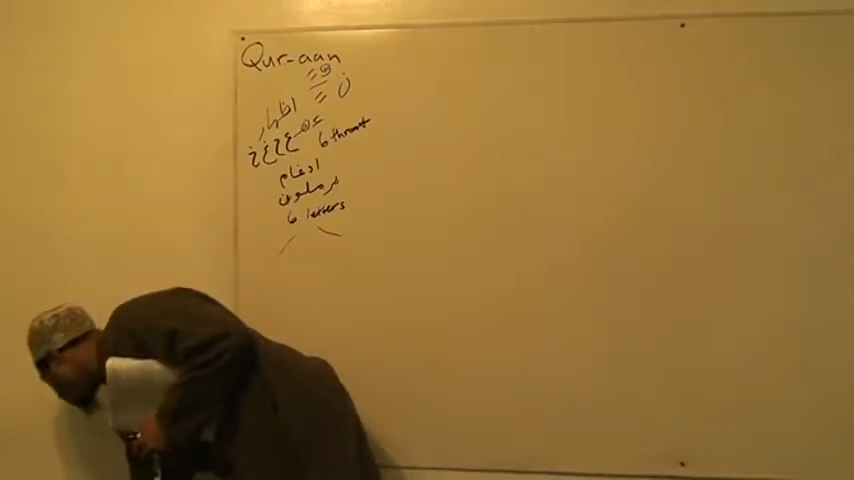 Qur-aan
ن
اظهار
ء ه ع ح غ خ
6 throat
ادغام
يرملون
6 letters